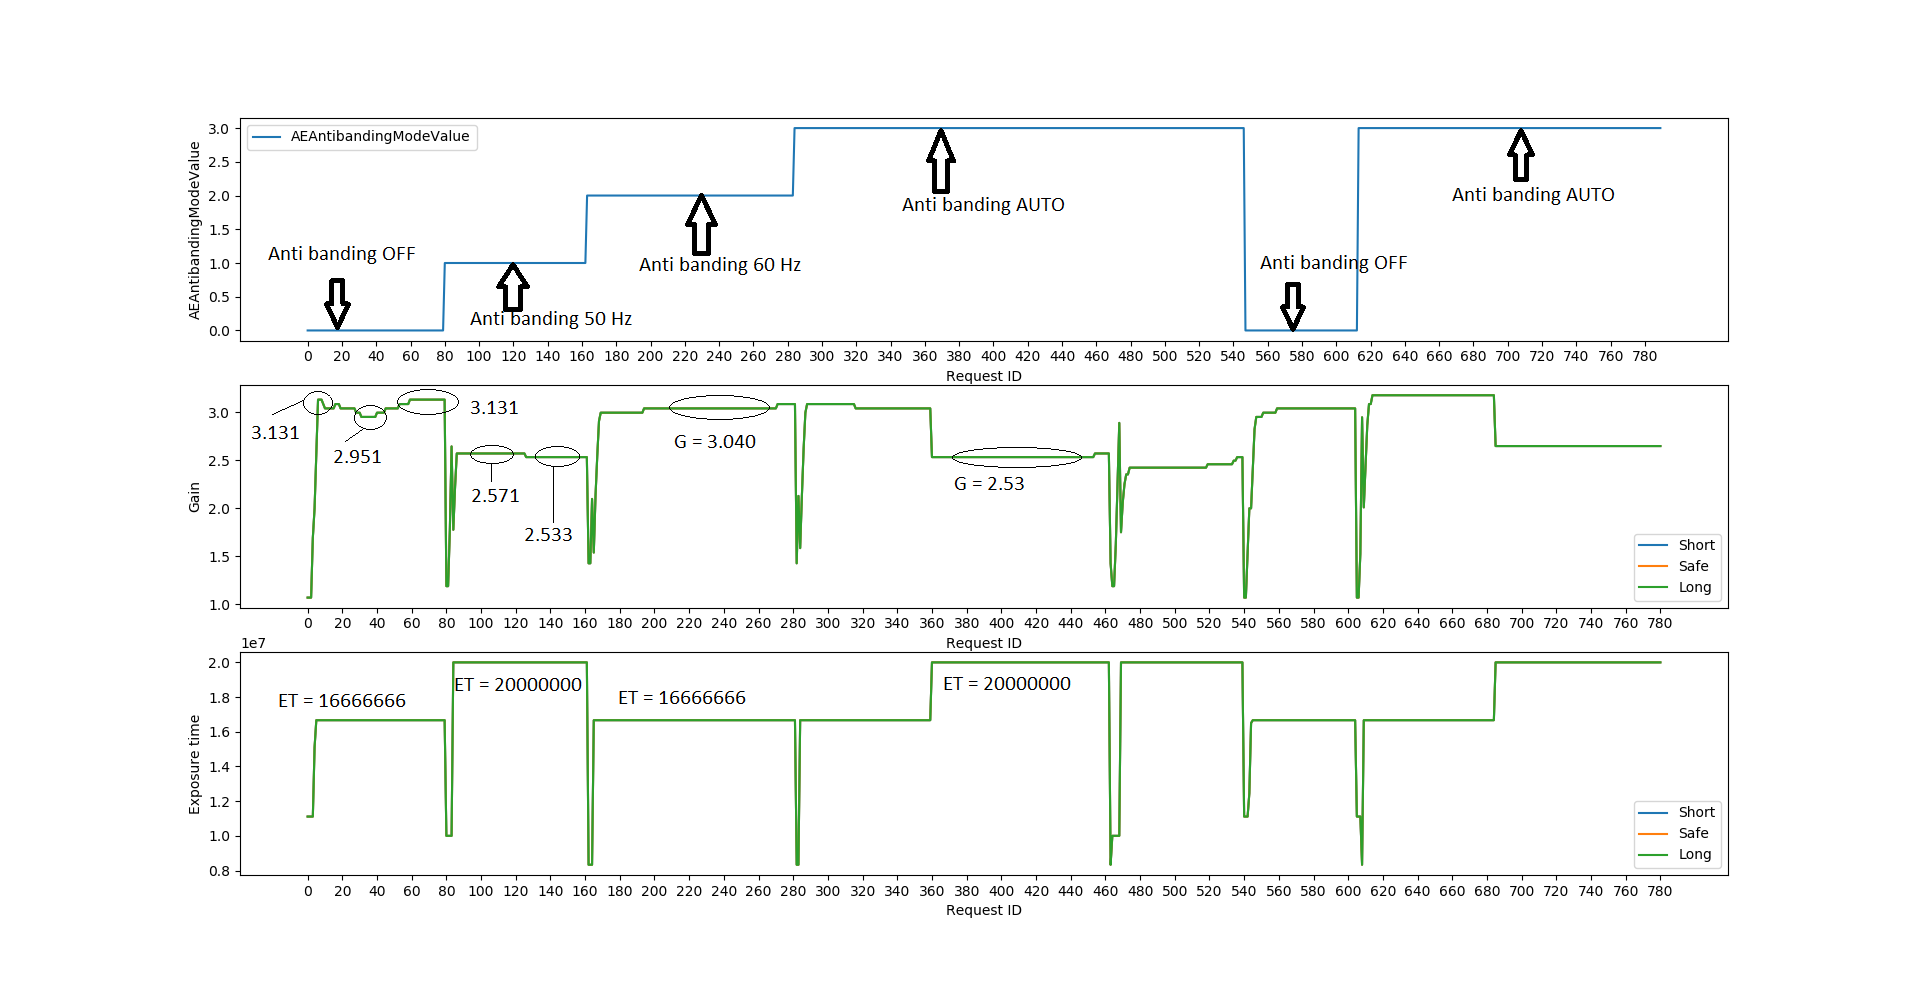 3.0
2.5
2.0
1.5
1.0
0.5
0.0
AEAntibandingModeValue
AEAntibandingModeValue
Anti banding OFF
Anti banding 50 Hz
Anti banding 60 Hz
Anti banding AUTO
Anti banding OFF
Anti banding AUTO
0 20 40 60 80 100 120 140 160 180 200 220 240 260 280 300 320 340 360 380 400 420 440 460 480 500 520 540 560 580 600 620 640 660 680 700 720 740 760 780
Request ID
3.0
2.5
2.0
1.5
1.0
Gain
3.131
2.951
3.131
2.571
2.533
G = 3.040
G = 2.53
Short
Safe
Long
0 20 40 60 80 100 120 140 160 180 200 220 240 260 280 300 320 340 360 380 400 420 440 460 480 500 520 540 560 580 600 620 640 660 680 700 720 740 760 780
Request ID
1e7
2.0
1.8
1.6
1.4
1.2
1.0
0.8
Exposure time
ET = 16666666
ET = 20000000
ET = 16666666
ET = 20000000
Short
Safe
Long
0 20 40 60 80 100 120 140 160 180 200 220 240 260 280 300 320 340 360 380 400 420 440 460 480 500 520 540 560 580 600 620 640 660 680 700 720 740 760 780
Request ID